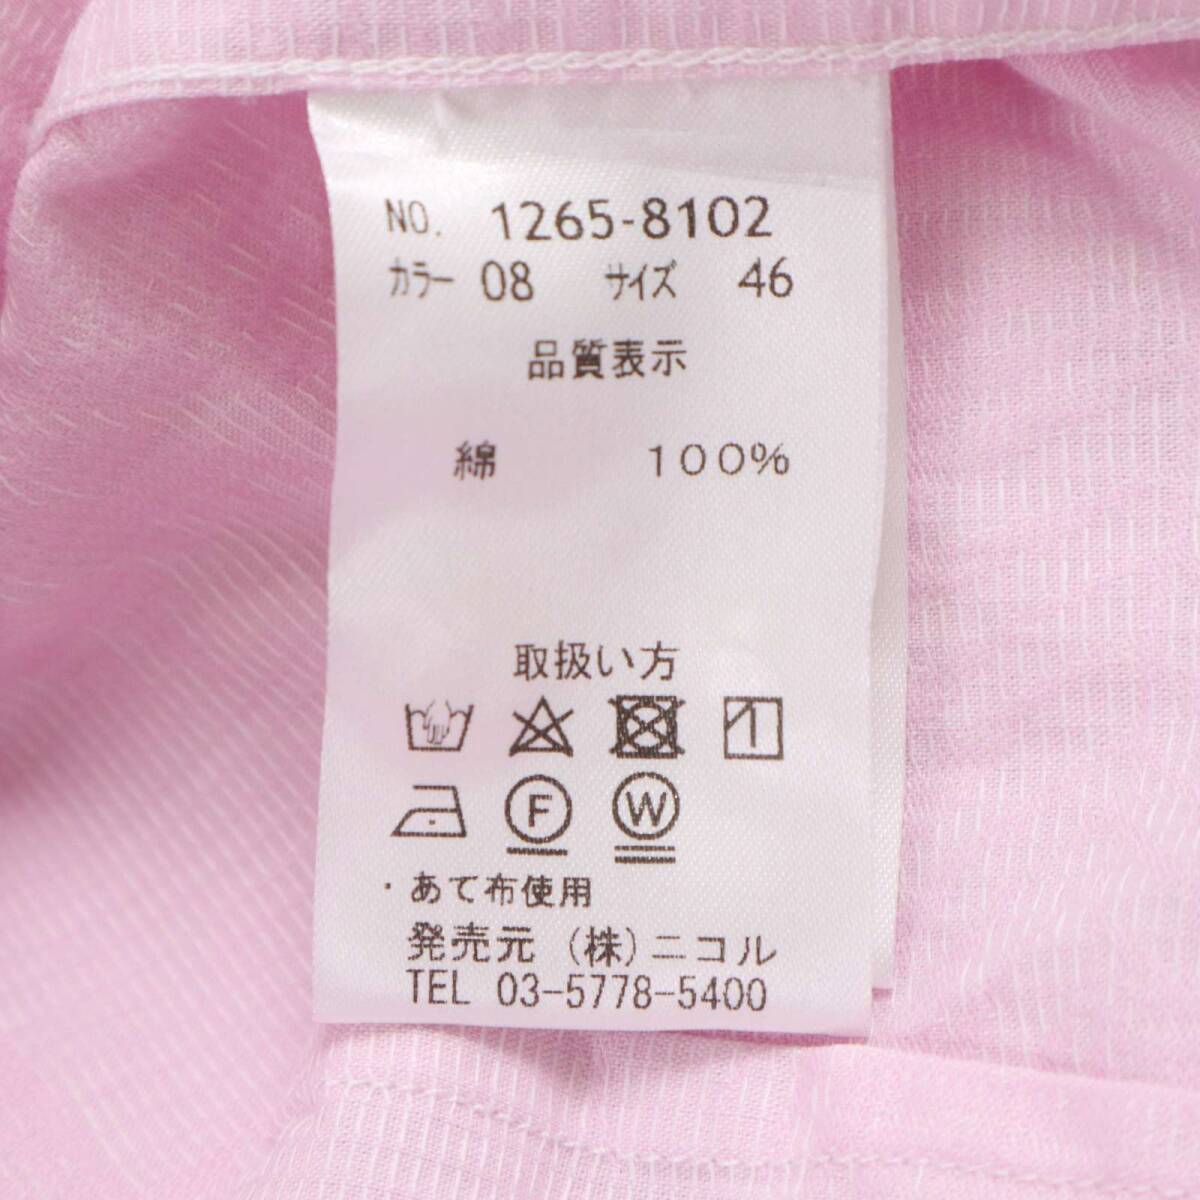 NO. 1265-8102
カラー 08 サイズ 46
品質表示
綿 100%
取扱い方
F W
・あて布使用
発売元 (株)ニコル
TEL 03-5778-5400